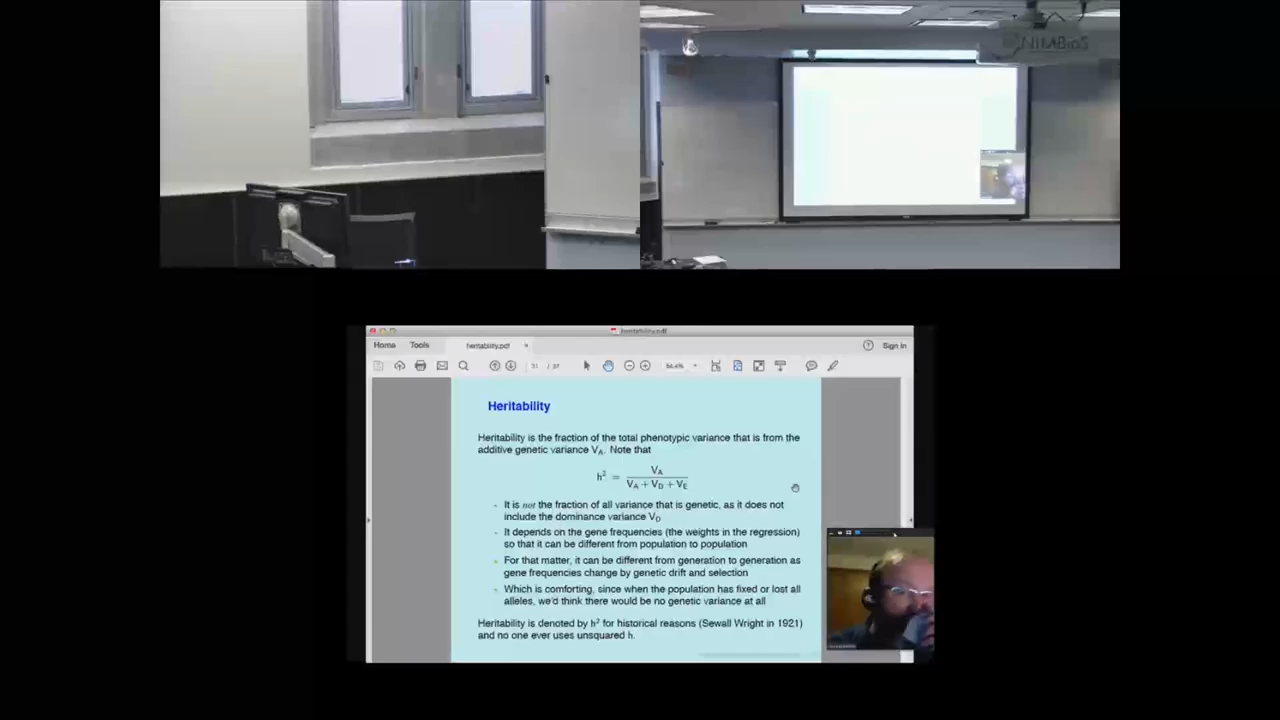 NIMBioS
heritability.pdf
Home Tools heritability.pdf × Sign In
31 / 37
Heritability
Heritability is the fraction of the total phenotypic variance that is from the
additive genetic variance VA. Note that
h² = VA / VA + VD + VE
- It is not the fraction of all variance that is genetic, as it does not
include the dominance variance VD
- It depends on the gene frequencies (the weights in the regression)
so that it can be different from population to population
- For that matter, it can be different from generation to generation as
gene frequencies change by genetic drift and selection
- Which is comforting, since when the population has fixed or lost all
alleles, we'd think there would be no genetic variance at all
Heritability is denoted by h² for historical reasons (Sewall Wright in 1921)
and no one ever uses unsquared h.